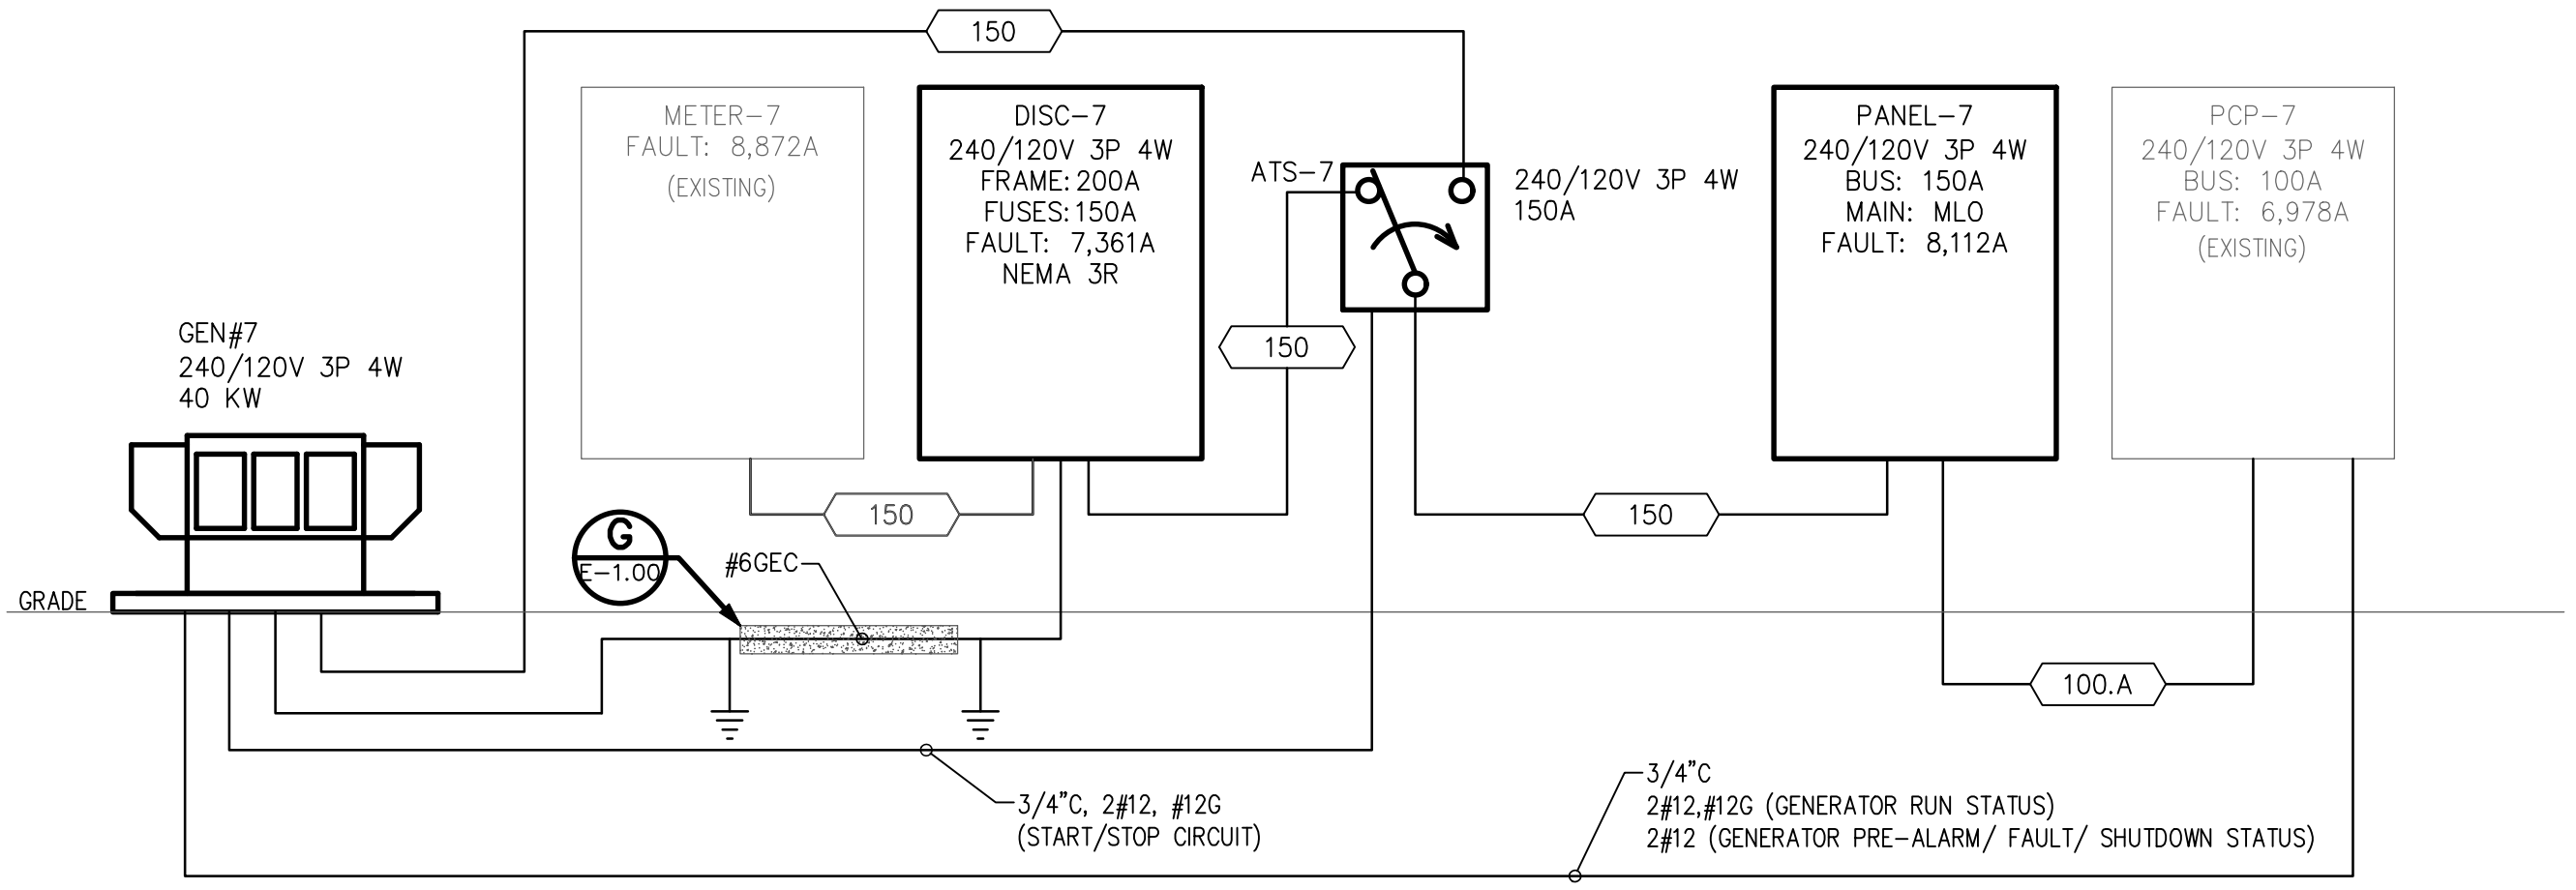 150
METER-7
FAULT: 8,872A
(EXISTING)
DISC-7
240/120V 3P 4W
FRAME: 200A
FUSES: 150A
FAULT: 7,361A
NEMA 3R
ATS-7
240/120V 3P 4W
150A
PANEL-7
240/120V 3P 4W
BUS: 150A
MAIN: MLO
FAULT: 8,112A
PCP-7
240/120V 3P 4W
BUS: 100A
FAULT: 6,978A
(EXISTING)
GEN#7
240/120V 3P 4W
40 KW
150
150
150
G
E-1.00
#6GEC
GRADE
100.A
3/4"C, 2#12, #12G
(START/STOP CIRCUIT)
3/4"C
2#12,#12G (GENERATOR RUN STATUS)
2#12 (GENERATOR PRE-ALARM/ FAULT/ SHUTDOWN STATUS)